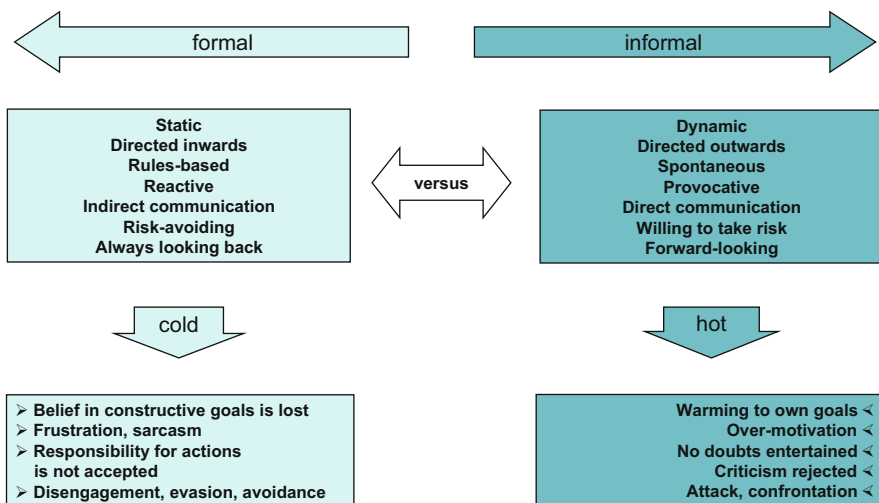 formal
informal
Static
Directed inwards
Rules-based
Reactive
Indirect communication
Risk-avoiding
Always looking back
versus
Dynamic
Directed outwards
Spontaneous
Provocative
Direct communication
Willing to take risk
Forward-looking
cold
hot
➢ Belief in constructive goals is lost
➢ Frustration, sarcasm
➢ Responsibility for actions
is not accepted
➢ Disengagement, evasion, avoidance
Warming to own goals ⮘
Over-motivation ⮘
No doubts entertained ⮘
Criticism rejected ⮘
Attack, confrontation ⮘